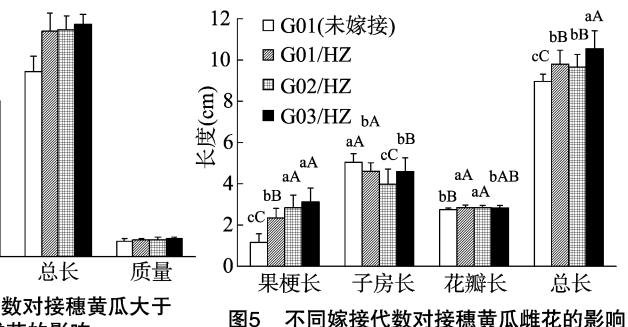 总长
质量
数对接穗黄瓜大于
12
10
8
6
4
2
0
长度(cm)
G01(未嫁接)
G01/HZ
G02/HZ
G03/HZ
cC
bB
aA
aA
aA
bA
cC
bB
bB
aA
aA
bAB
cC
bB
bB
aA
果梗长
子房长
花瓣长
总长
图5 不同嫁接代数对接穗黄瓜雌花的影响